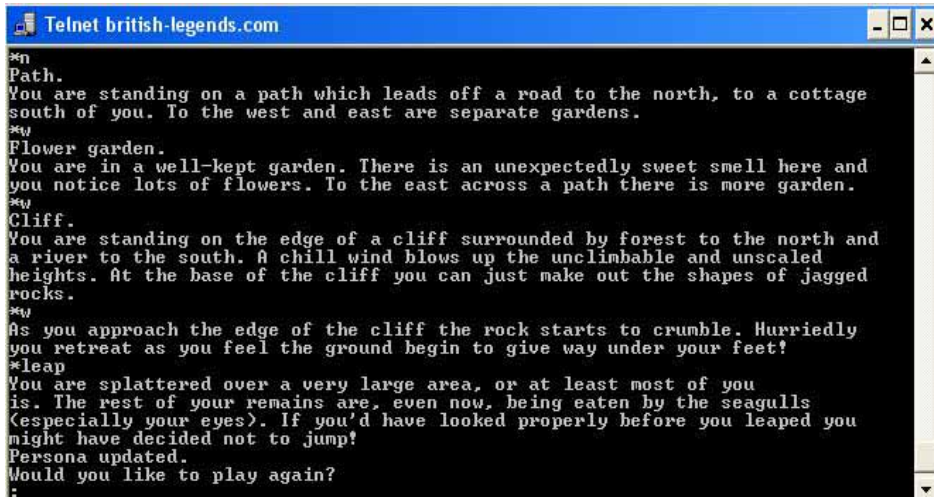 Telnet british-legends.com
*n
Path.
You are standing on a path which leads off a road to the north, to a cottage
south of you. To the west and east are separate gardens.
*w
Flower garden.
You are in a well-kept garden. There is an unexpectedly sweet smell here and
you notice lots of flowers. To the east across a path there is more garden.
*w
Cliff.
You are standing on the edge of a cliff surrounded by forest to the north and
a river to the south. A chill wind blows up the unclimbable and unscaled
heights. At the base of the cliff you can just make out the shapes of jagged
rocks.
*w
As you approach the edge of the cliff the rock starts to crumble. Hurriedly
you retreat as you feel the ground begin to give way under your feet!
*leap
You are splattered over a very large area, or at least most of you
is. The rest of your remains are, even now, being eaten by the seagulls
(especially your eyes). If you'd have looked properly before you leaped you
might have decided not to jump!
Persona updated.
Would you like to play again?
: